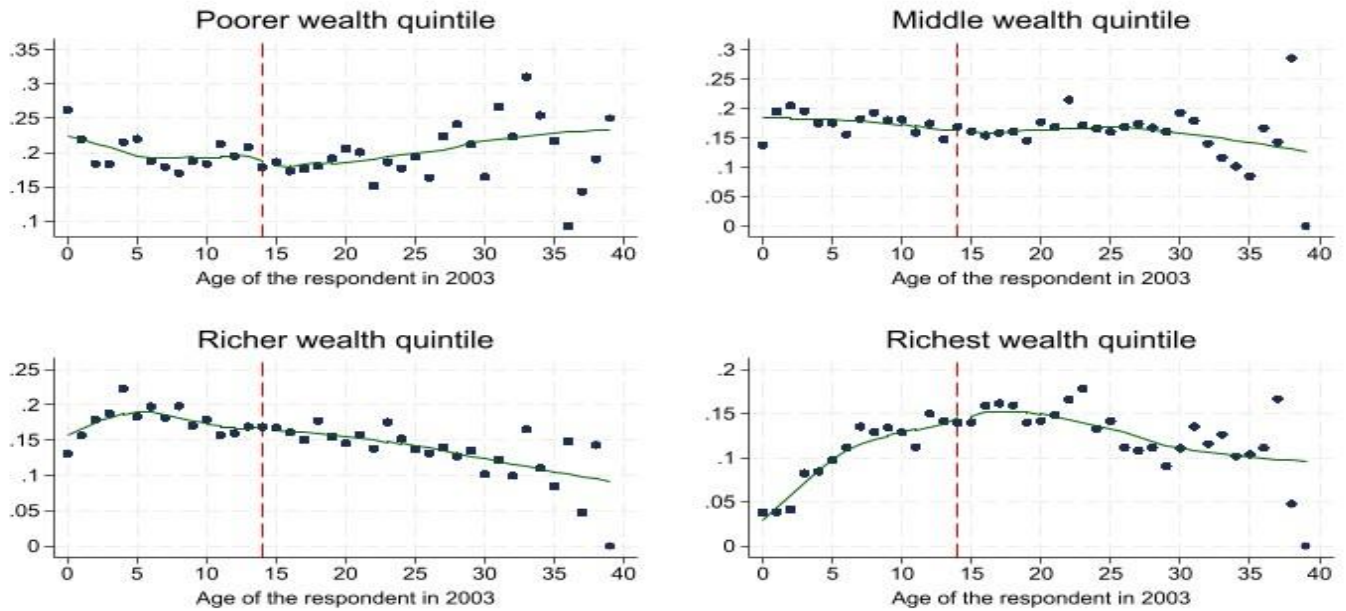 Poorer wealth quintile
.35
.3
.25
.2
.15
.1
0 5 10 15 20 25 30 35 40
Age of the respondent in 2003
Middle wealth quintile
.3
.25
.2
.15
.1
.05
0
0 5 10 15 20 25 30 35 40
Age of the respondent in 2003
Richer wealth quintile
.25
.2
.15
.1
.05
0
0 5 10 15 20 25 30 35 40
Age of the respondent in 2003
Richest wealth quintile
.2
.15
.1
.05
0
0 5 10 15 20 25 30 35 40
Age of the respondent in 2003